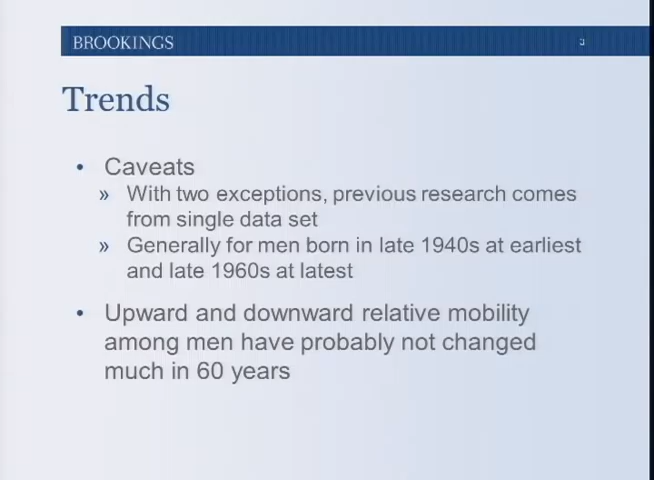 BROOKINGS
Trends
• Caveats
» With two exceptions, previous research comes
from single data set
» Generally for men born in late 1940s at earliest
and late 1960s at latest
• Upward and downward relative mobility
among men have probably not changed
much in 60 years